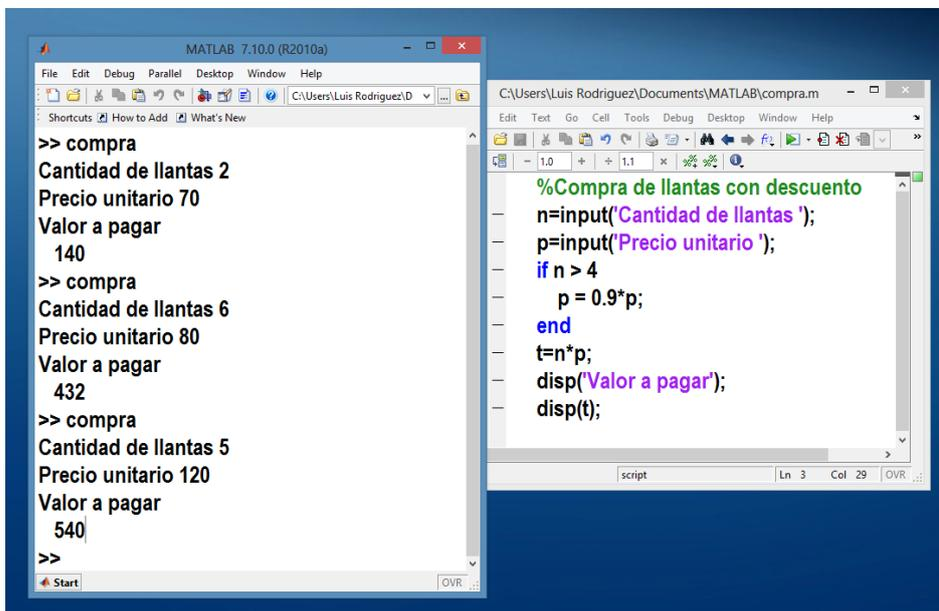 MATLAB 7.10.0 (R2010a)
File Edit Debug Parallel Desktop Window Help
C:\Users\Luis Rodriguez\D
Shortcuts How to Add What's New
>> compra
Cantidad de llantas 2
Precio unitario 70
Valor a pagar
140
>> compra
Cantidad de llantas 6
Precio unitario 80
Valor a pagar
432
>> compra
Cantidad de llantas 5
Precio unitario 120
Valor a pagar
540
>>
Start OVR
C:\Users\Luis Rodriguez\Documents\MATLAB\compra.m
Edit Text Go Cell Tools Debug Desktop Window Help
- 1.0 + ÷ 1.1 ×
%Compra de llantas con descuento
n=input('Cantidad de llantas ');
p=input('Precio unitario ');
if n > 4
p = 0.9*p;
end
t=n*p;
disp('Valor a pagar');
disp(t);
script Ln 3 Col 29 OVR